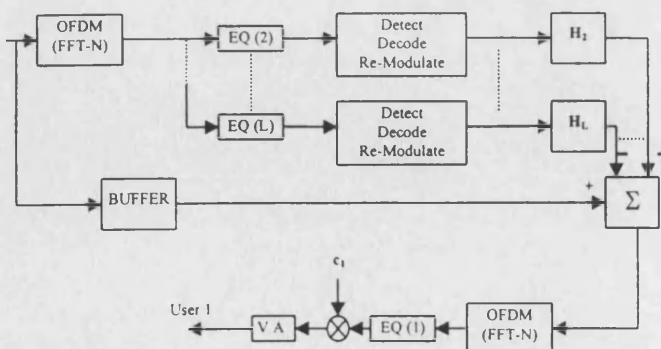 OFDM
(FFT-N)
EQ (2)
Detect
Decode
Re-Modulate
H2
EQ (L)
Detect
Decode
Re-Modulate
HL
BUFFER
+
-
-
Σ
c1
User 1
V A
EQ (1)
OFDM
(FFT-N)